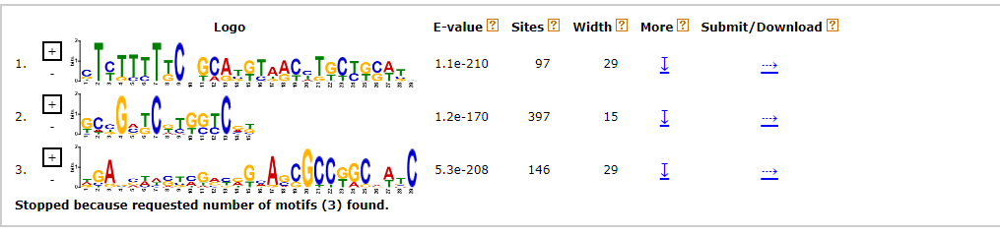 Logo E-value ? Sites ? Width ? More ? Submit/Download ?
1. + - 1.1e-210 97 29 ↧ ⤏
2. + - 1.2e-170 397 15 ↧ ⤏
3. + - 5.3e-208 146 29 ↧ ⤏
Stopped because requested number of motifs (3) found.